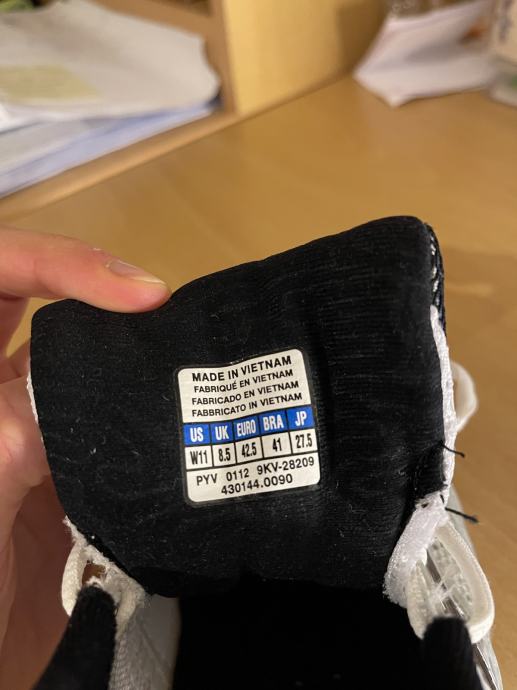 MADE IN VIETNAM
FABRIQUÉ EN VIETNAM
FABRICADO EN VIETNAM
FABBRICATO IN VIETNAM
US UK EURO BRA JP
W11 8.5 42.5 41 27.5
PYV 0112 9KV-28209
430144.0090